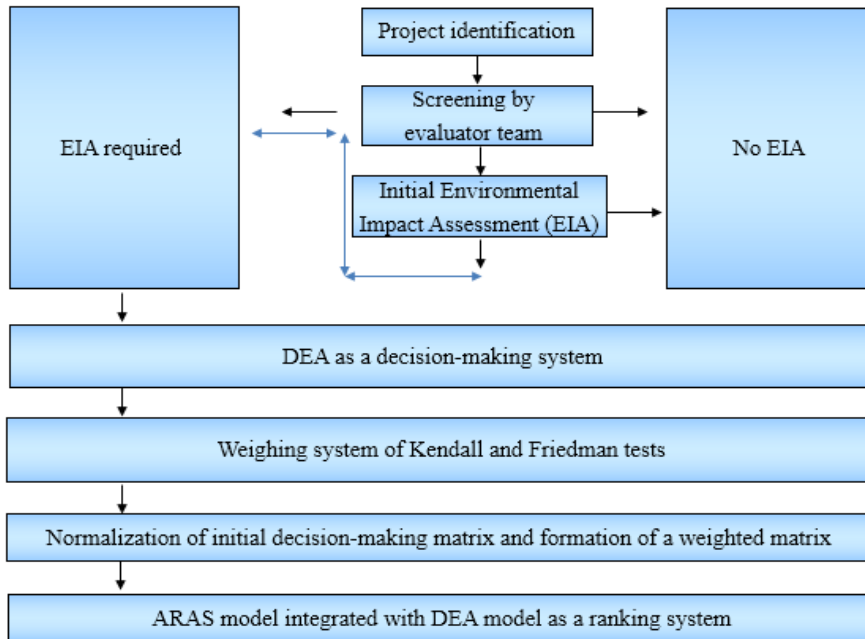 Project identification
Screening by
evaluator team
EIA required
No EIA
Initial Environmental
Impact Assessment (EIA)
DEA as a decision-making system
Weighing system of Kendall and Friedman tests
Normalization of initial decision-making matrix and formation of a weighted matrix
ARAS model integrated with DEA model as a ranking system